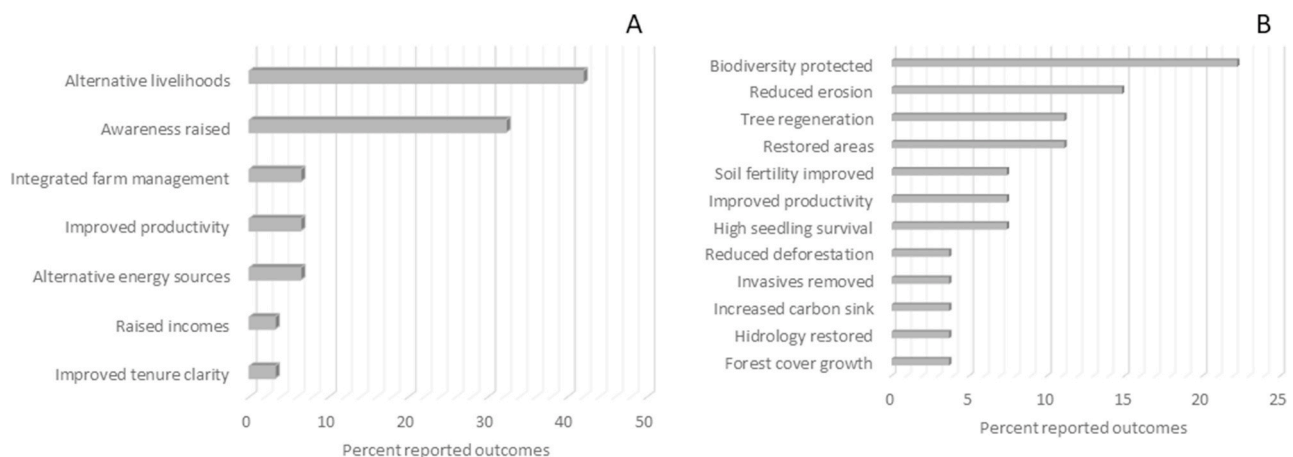 A
Alternative livelihoods
Awareness raised
Integrated farm management
Improved productivity
Alternative energy sources
Raised incomes
Improved tenure clarity
0 10 20 30 40 50
Percent reported outcomes
B
Biodiversity protected
Reduced erosion
Tree regeneration
Restored areas
Soil fertility improved
Improved productivity
High seedling survival
Reduced deforestation
Invasives removed
Increased carbon sink
Hidrology restored
Forest cover growth
0 5 10 15 20 25
Percent reported outcomes